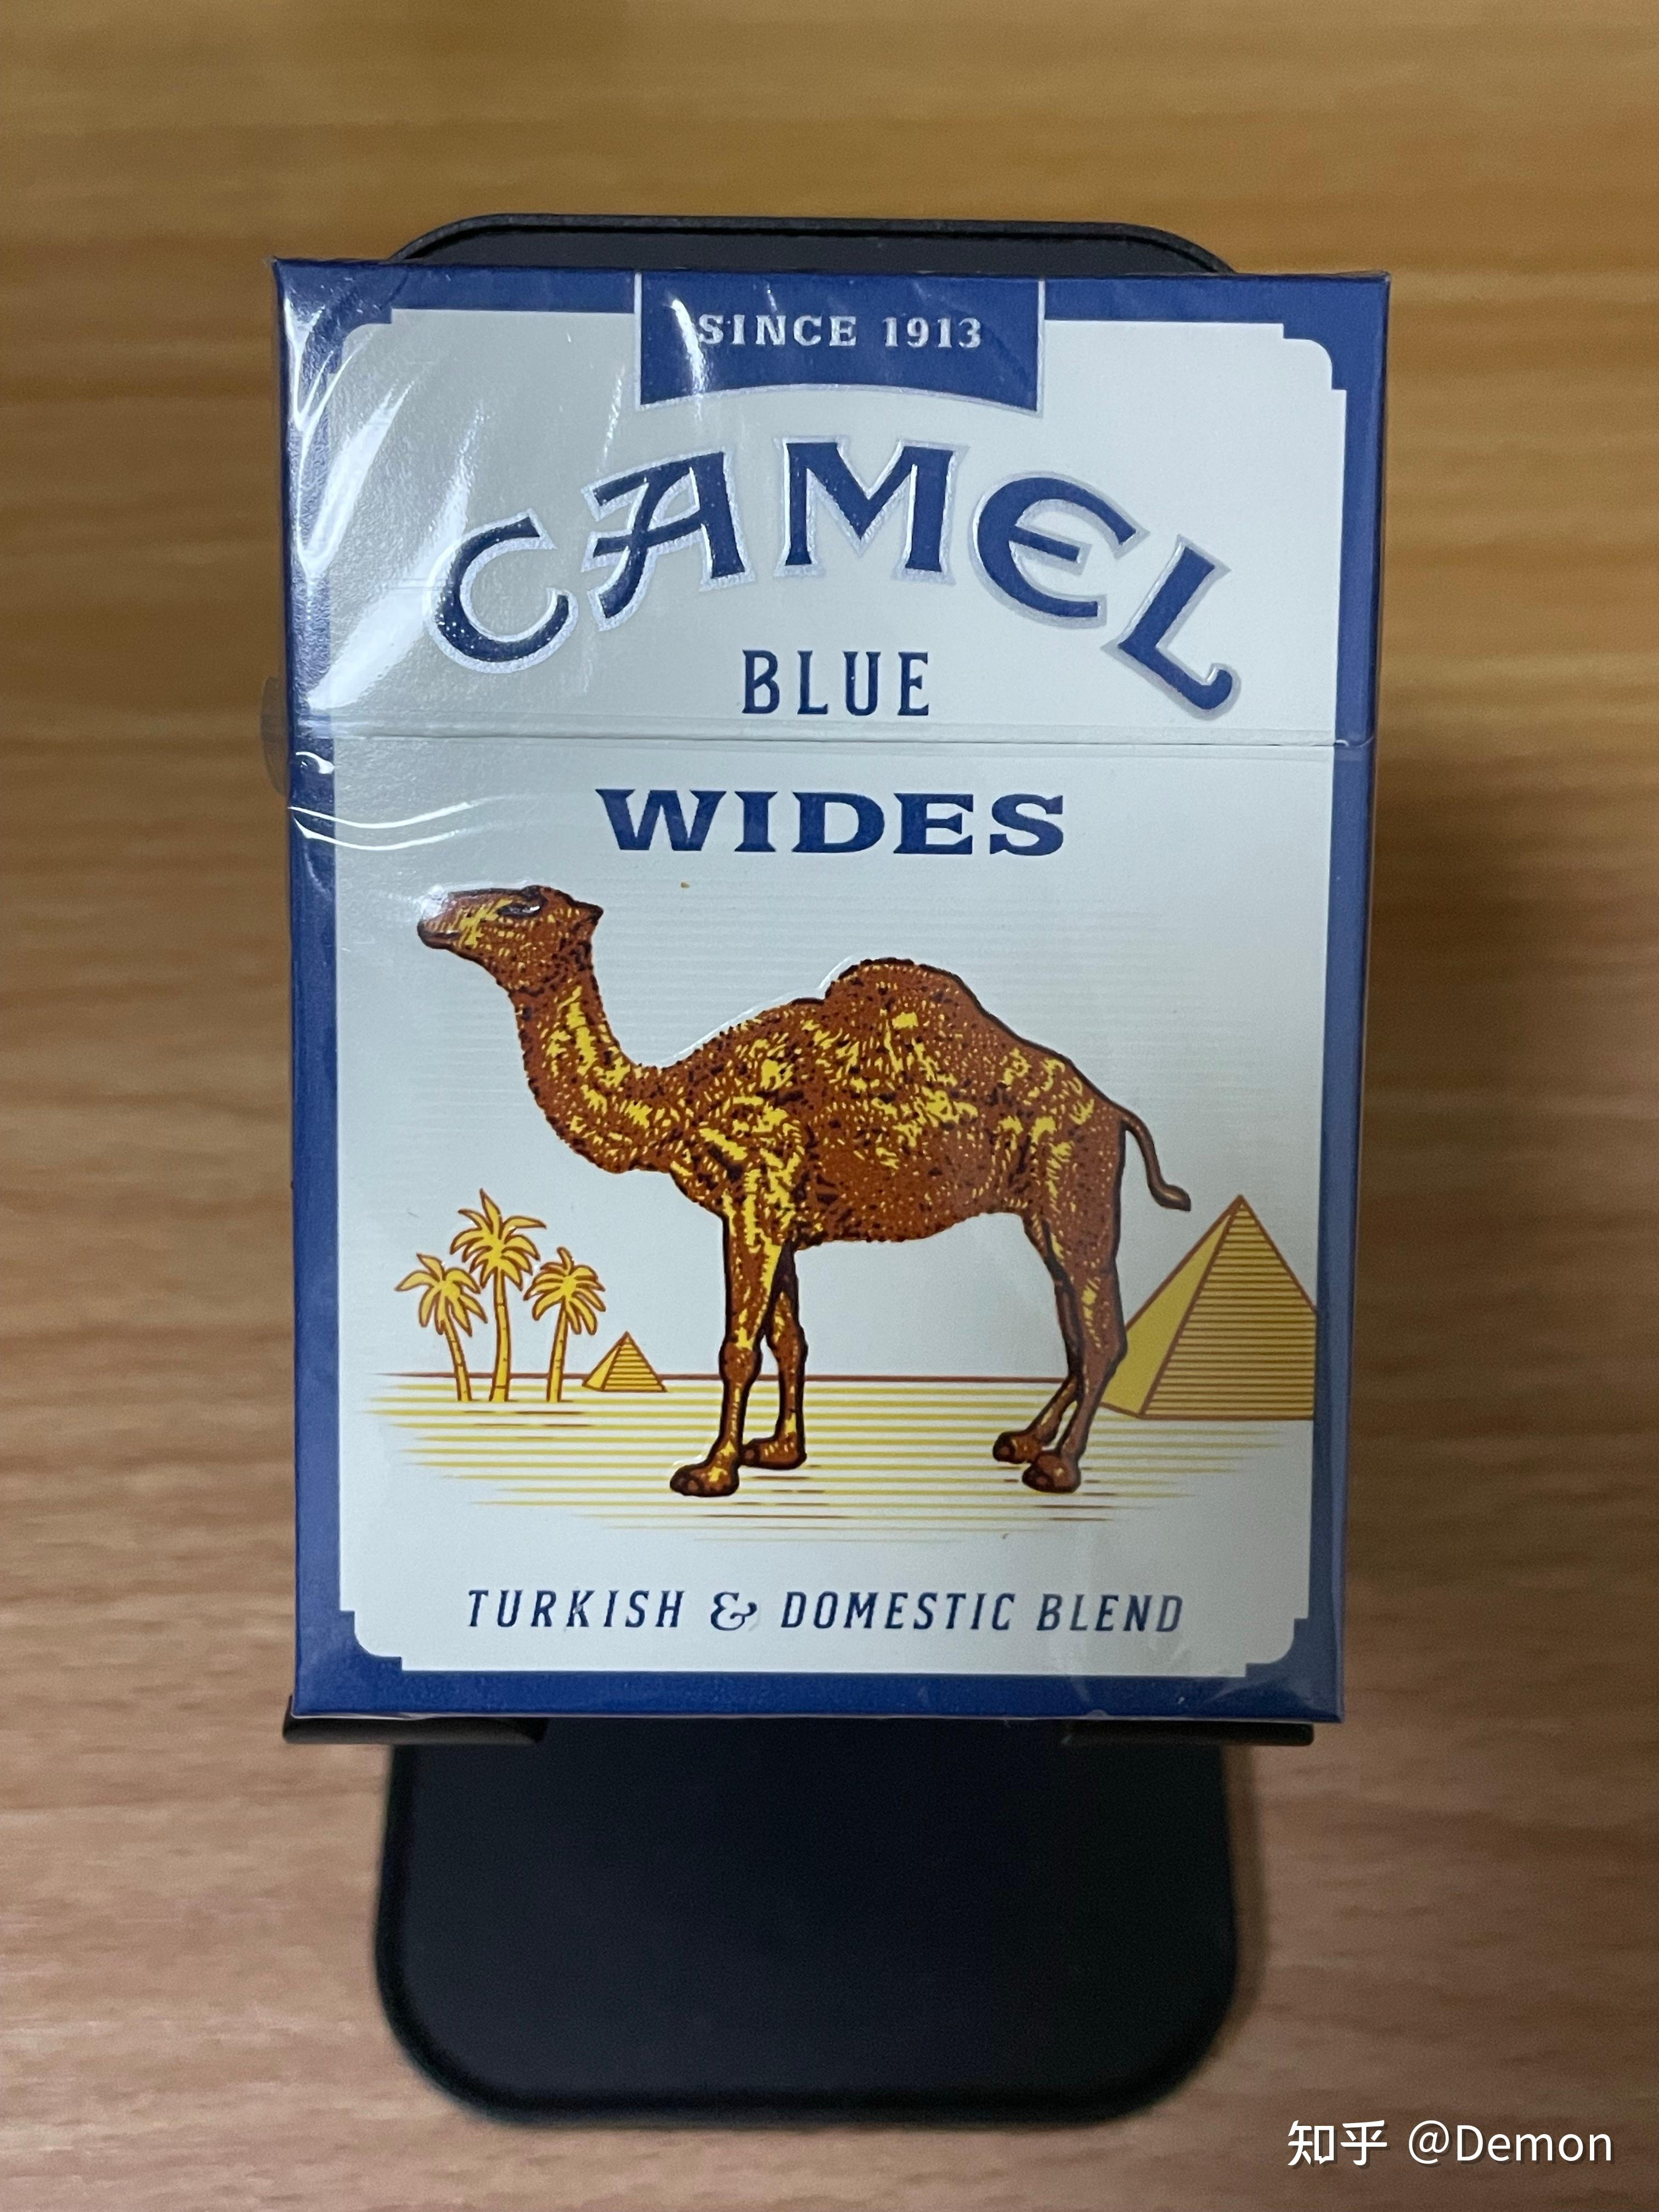 SINCE 1913
CAMEL
BLUE
WIDES
TURKISH & DOMESTIC BLEND
知乎 @Demon